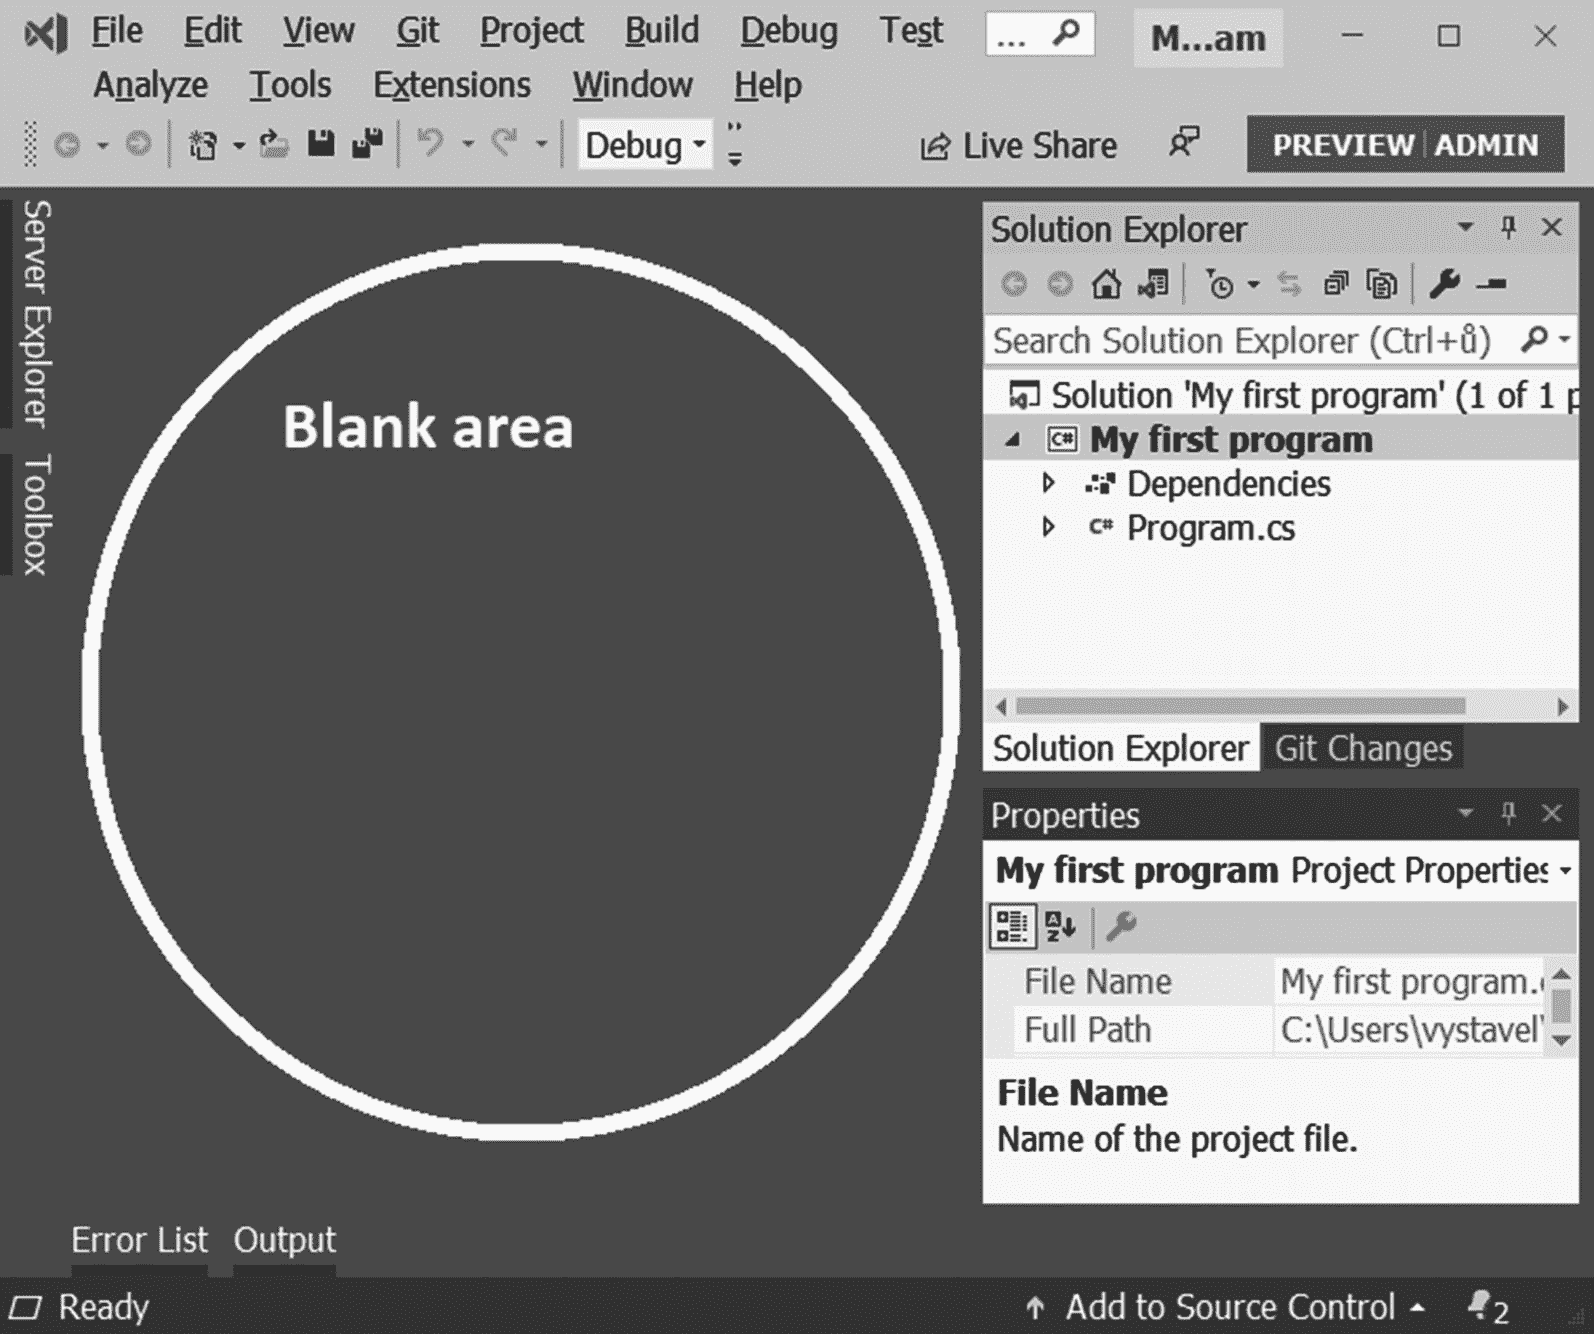 File Edit View Git Project Build Debug Test ... M...am
Analyze Tools Extensions Window Help
Debug Live Share PREVIEW ADMIN
Server Explorer
Toolbox
Blank area
Solution Explorer
Search Solution Explorer (Ctrl+ů)
Solution 'My first program' (1 of 1 p
C# My first program
Dependencies
C# Program.cs
Solution Explorer Git Changes
Properties
My first program Project Properties
File Name My first program.
Full Path C:\Users\vystavel\
File Name
Name of the project file.
Error List Output
Ready Add to Source Control 2